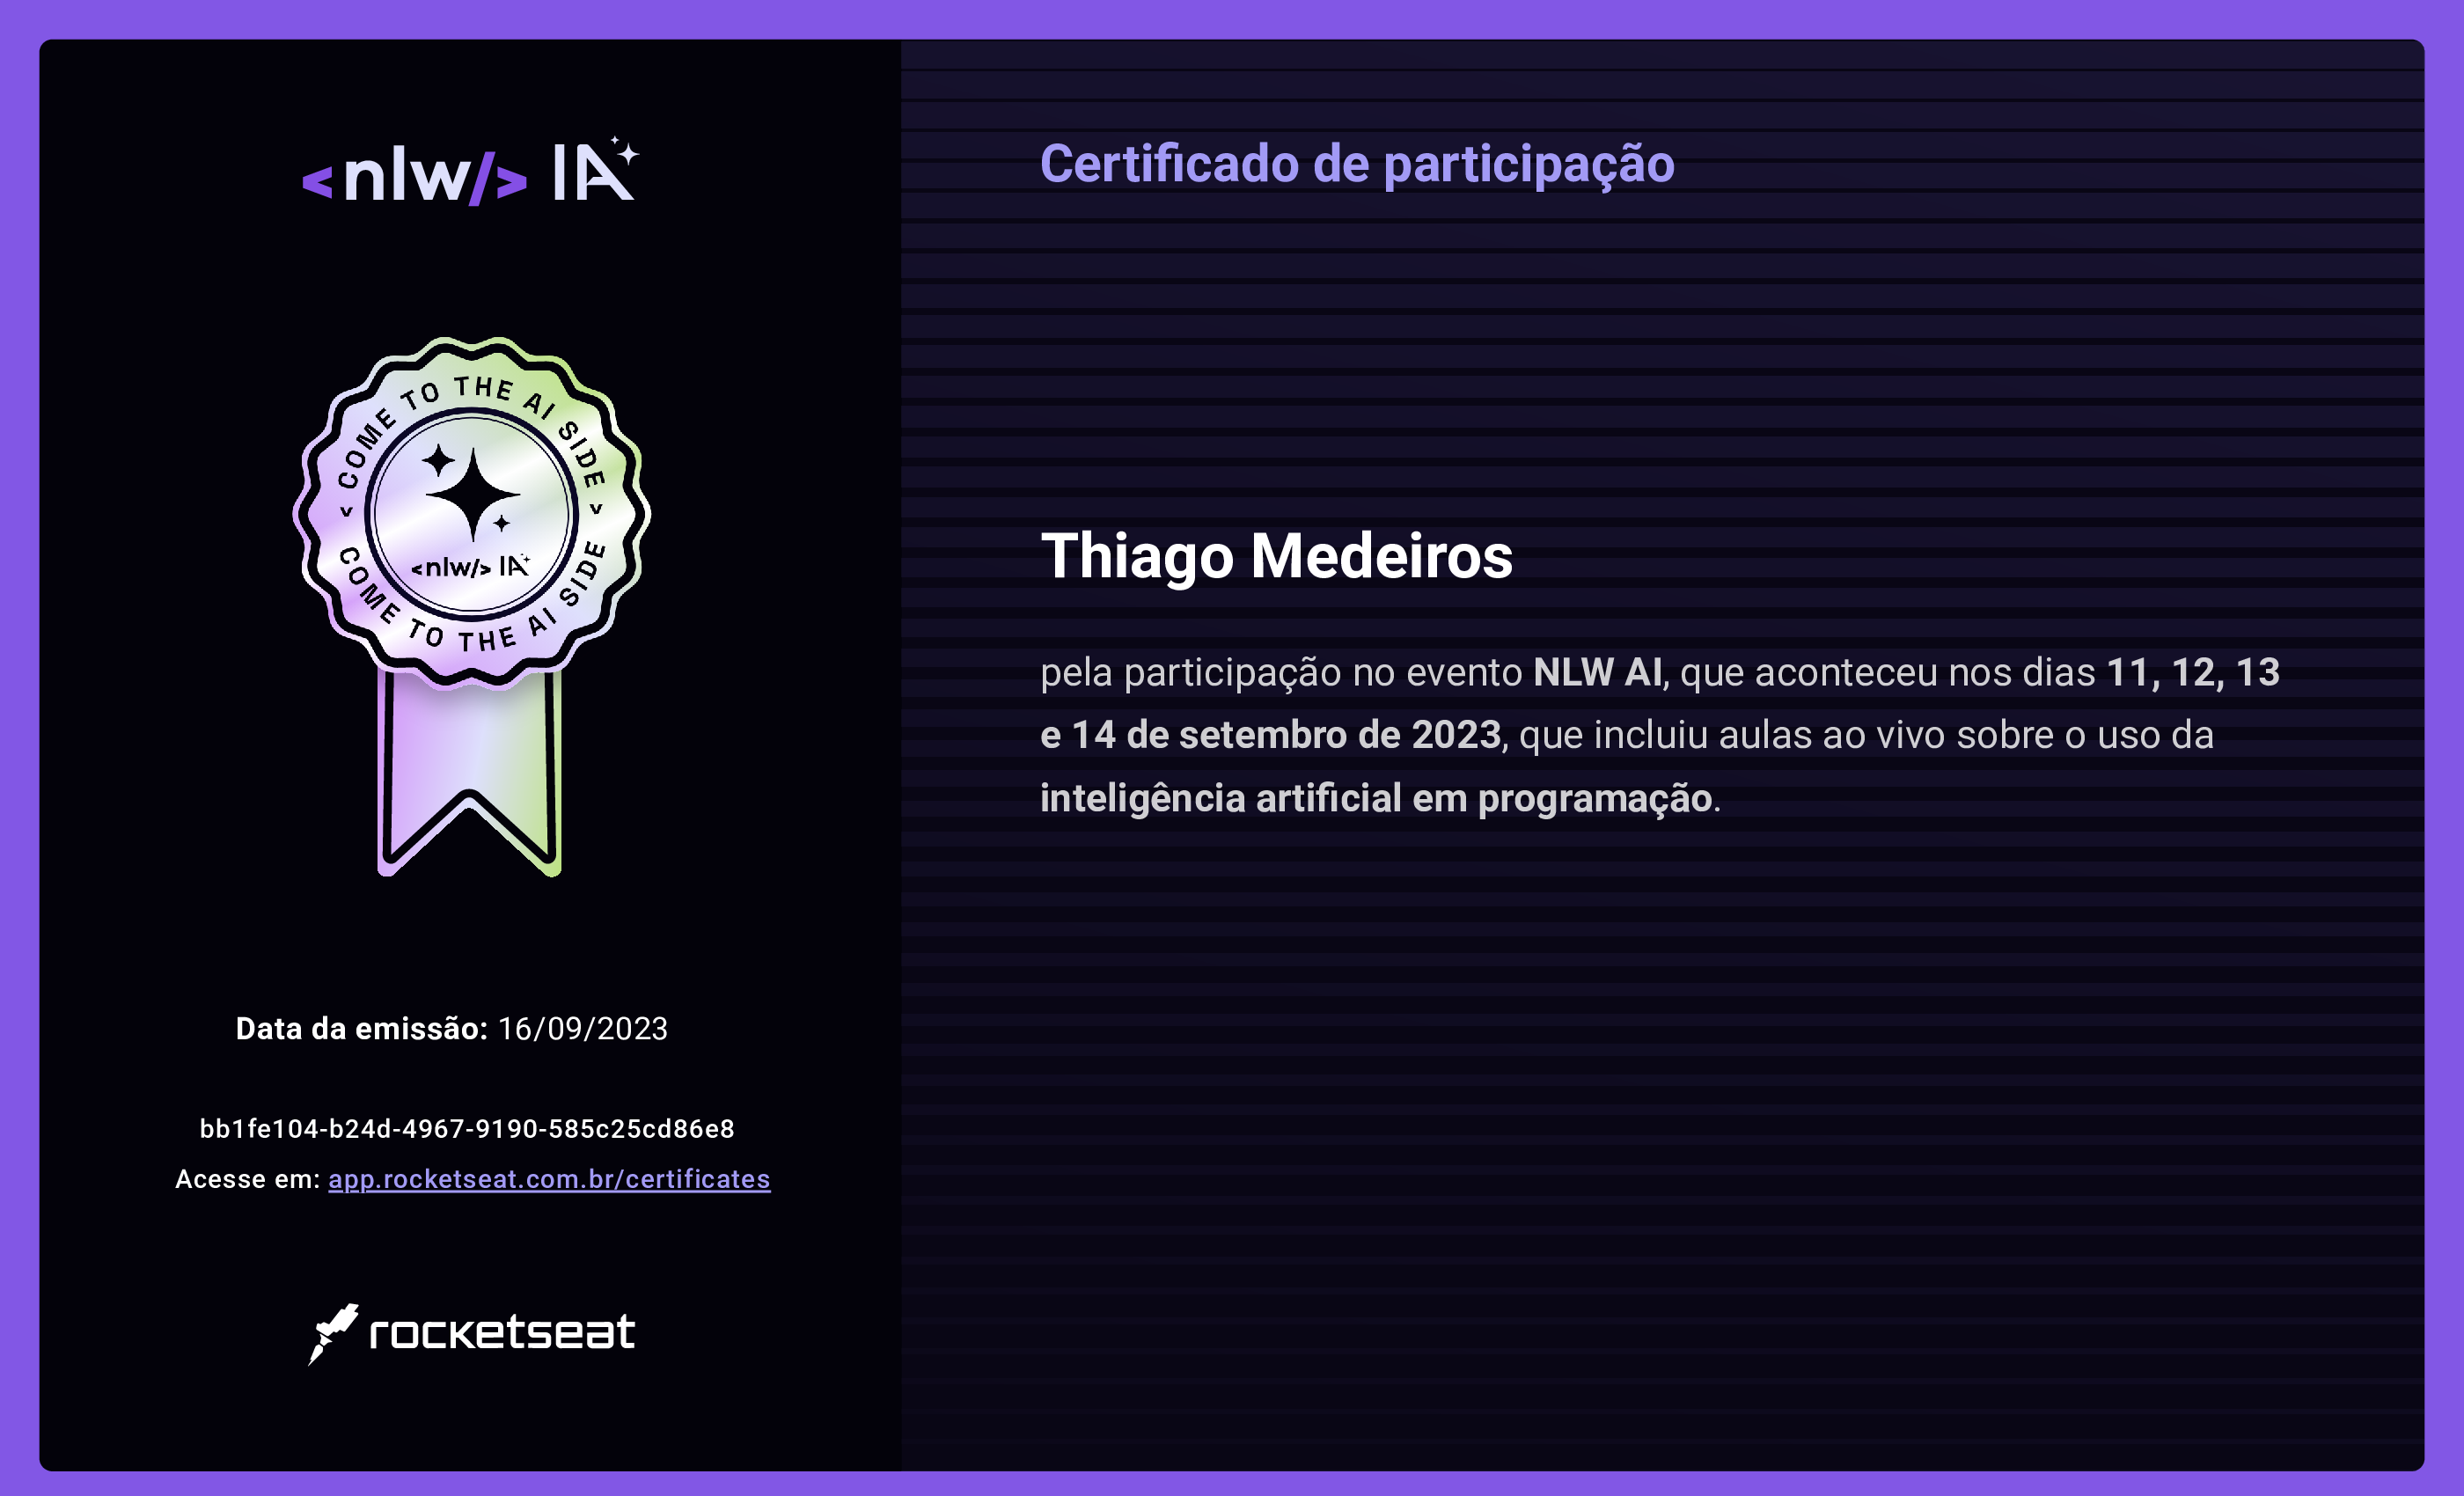 <nlw/> IA
COME TO THE AI SIDE
<nlw/> IA
COME TO THE AI SIDE
Data da emissão: 16/09/2023
bb1fe104-b24d-4967-9190-585c25cd86e8
Acesse em: app.rocketseat.com.br/certificates
rocketseat
Certificado de participação
Thiago Medeiros
pela participação no evento NLW AI, que aconteceu nos dias 11, 12, 13
e 14 de setembro de 2023, que incluiu aulas ao vivo sobre o uso da
inteligência artificial em programação.